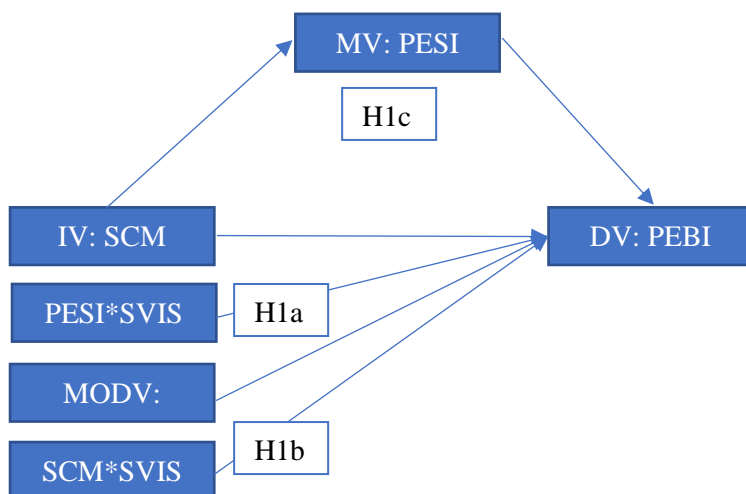 MV: PESI
H1c
IV: SCM
DV: PEBI
PESI*SVIS
H1a
MODV:
H1b
SCM*SVIS